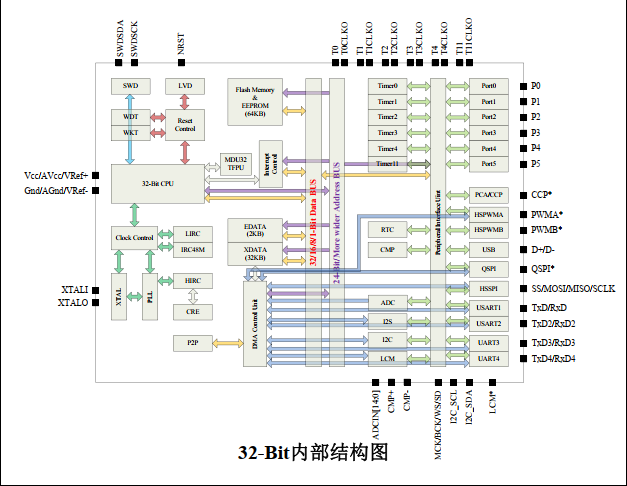 SWDSDA
SWDSCK
NRST
T0
T0CLKO
T1
T1CLKO
T2
T2CLKO
T3
T3CLKO
T4
T4CLKO
T11
T11CLKO
SWD
LVD
WDT
WKT
Reset Control
Flash Memory & EEPROM (64KB)
Timer0
Timer1
Timer2
Timer3
Timer4
Timer11
Port0
Port1
Port2
Port3
Port4
Port5
P0
P1
P2
P3
P4
P5
MDU32 TFPU
Interrupt Control
32/16/8/1-Bit Data BUS
24-Bit/More wider Address BUS
Peripheral Interface Unit
Vcc/AVcc/VRef+
Gnd/AGnd/VRef-
32-Bit CPU
PCA/CCP
CCP*
HSPWMA
PWMA*
HSPWMB
PWMB*
RTC
CMP
USB
D+/D-
QSPI
QSPI*
HSSPI
SS/MOSI/MISO/SCLK
Clock Control
LIRC
IRC48M
EDATA (2KB)
XDATA (32KB)
XTALI
XTALO
XTAL
PLL
HIRC
CRE
P2P
DMA Control Unit
ADC
I2S
I2C
LCM
USART1
TxD/RxD
USART2
TxD2/RxD2
UART3
TxD3/RxD3
UART4
TxD4/RxD4
ADCIN[14:0]
CMP+
CMP-
MCK/BCK/WS/SD
I2C_SCL
I2C_SDA
LCM*
32-Bit内部结构图